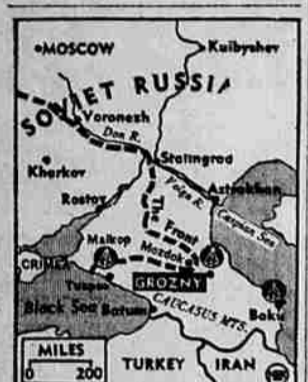 MOSCOW
Kuibyshev
SOVIET RUSSIA
Voronesh
Don R.
Kharkov
Stalingrad
Volga R.
Astrakhan
Rostov
The Front
Caspian Sea
Maikop
Mozdok
CRIMEA
GROZNY
Tuapse
Black Sea
Batum
CAUCASUS MTS.
Baku
MILES
0 200
TURKEY
IRAN